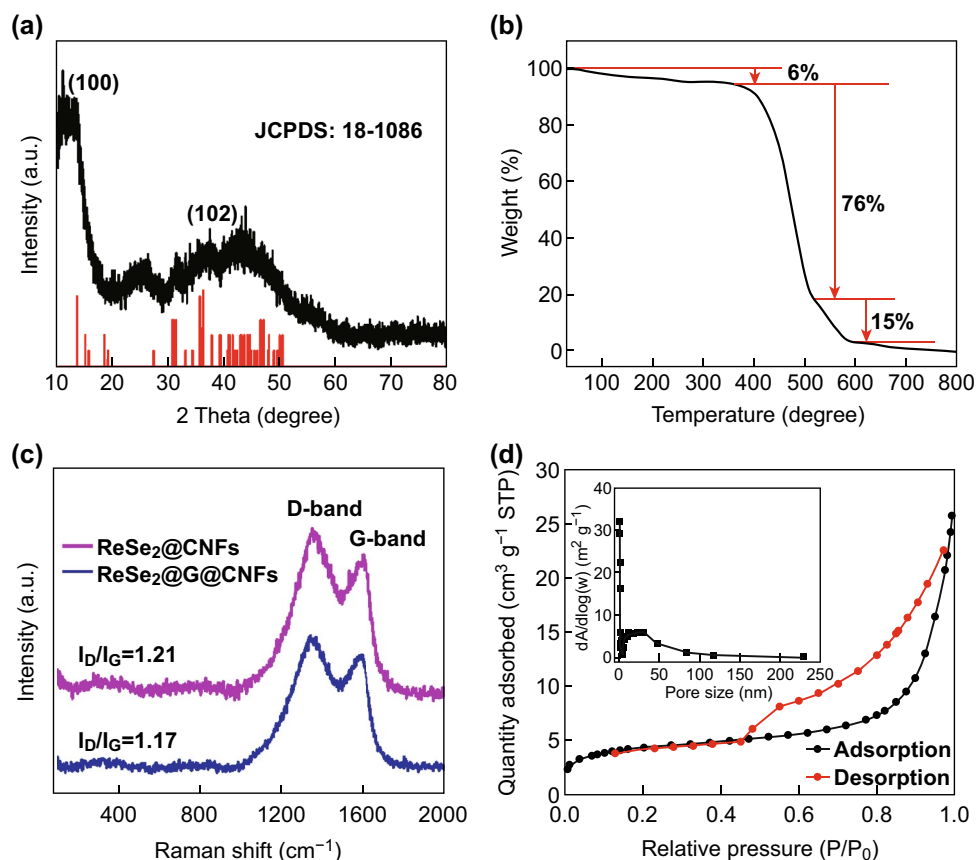 (a)
(100)
JCPDS: 18-1086
(102)
Intensity (a.u.)
10 20 30 40 50 60 70 80
2 Theta (degree)
(b)
100
80
60
40
20
0
6%
76%
15%
Weight (%)
100 200 300 400 500 600 700 800
Temperature (degree)
(c)
D-band
G-band
ReSe₂@CNFs
ReSe₂@G@CNFs
I_D/I_G=1.21
I_D/I_G=1.17
Intensity (a.u.)
400 800 1200 1600 2000
Raman shift (cm⁻¹)
(d)
30
25
20
15
10
5
0
Quantity adsorbed (cm³ g⁻¹ STP)
40
30
20
10
0
dA/dlog(w) (m² g⁻¹)
0 50 100 150 200 250
Pore size (nm)
Adsorption
Desorption
0.0 0.2 0.4 0.6 0.8 1.0
Relative pressure (P/P₀)